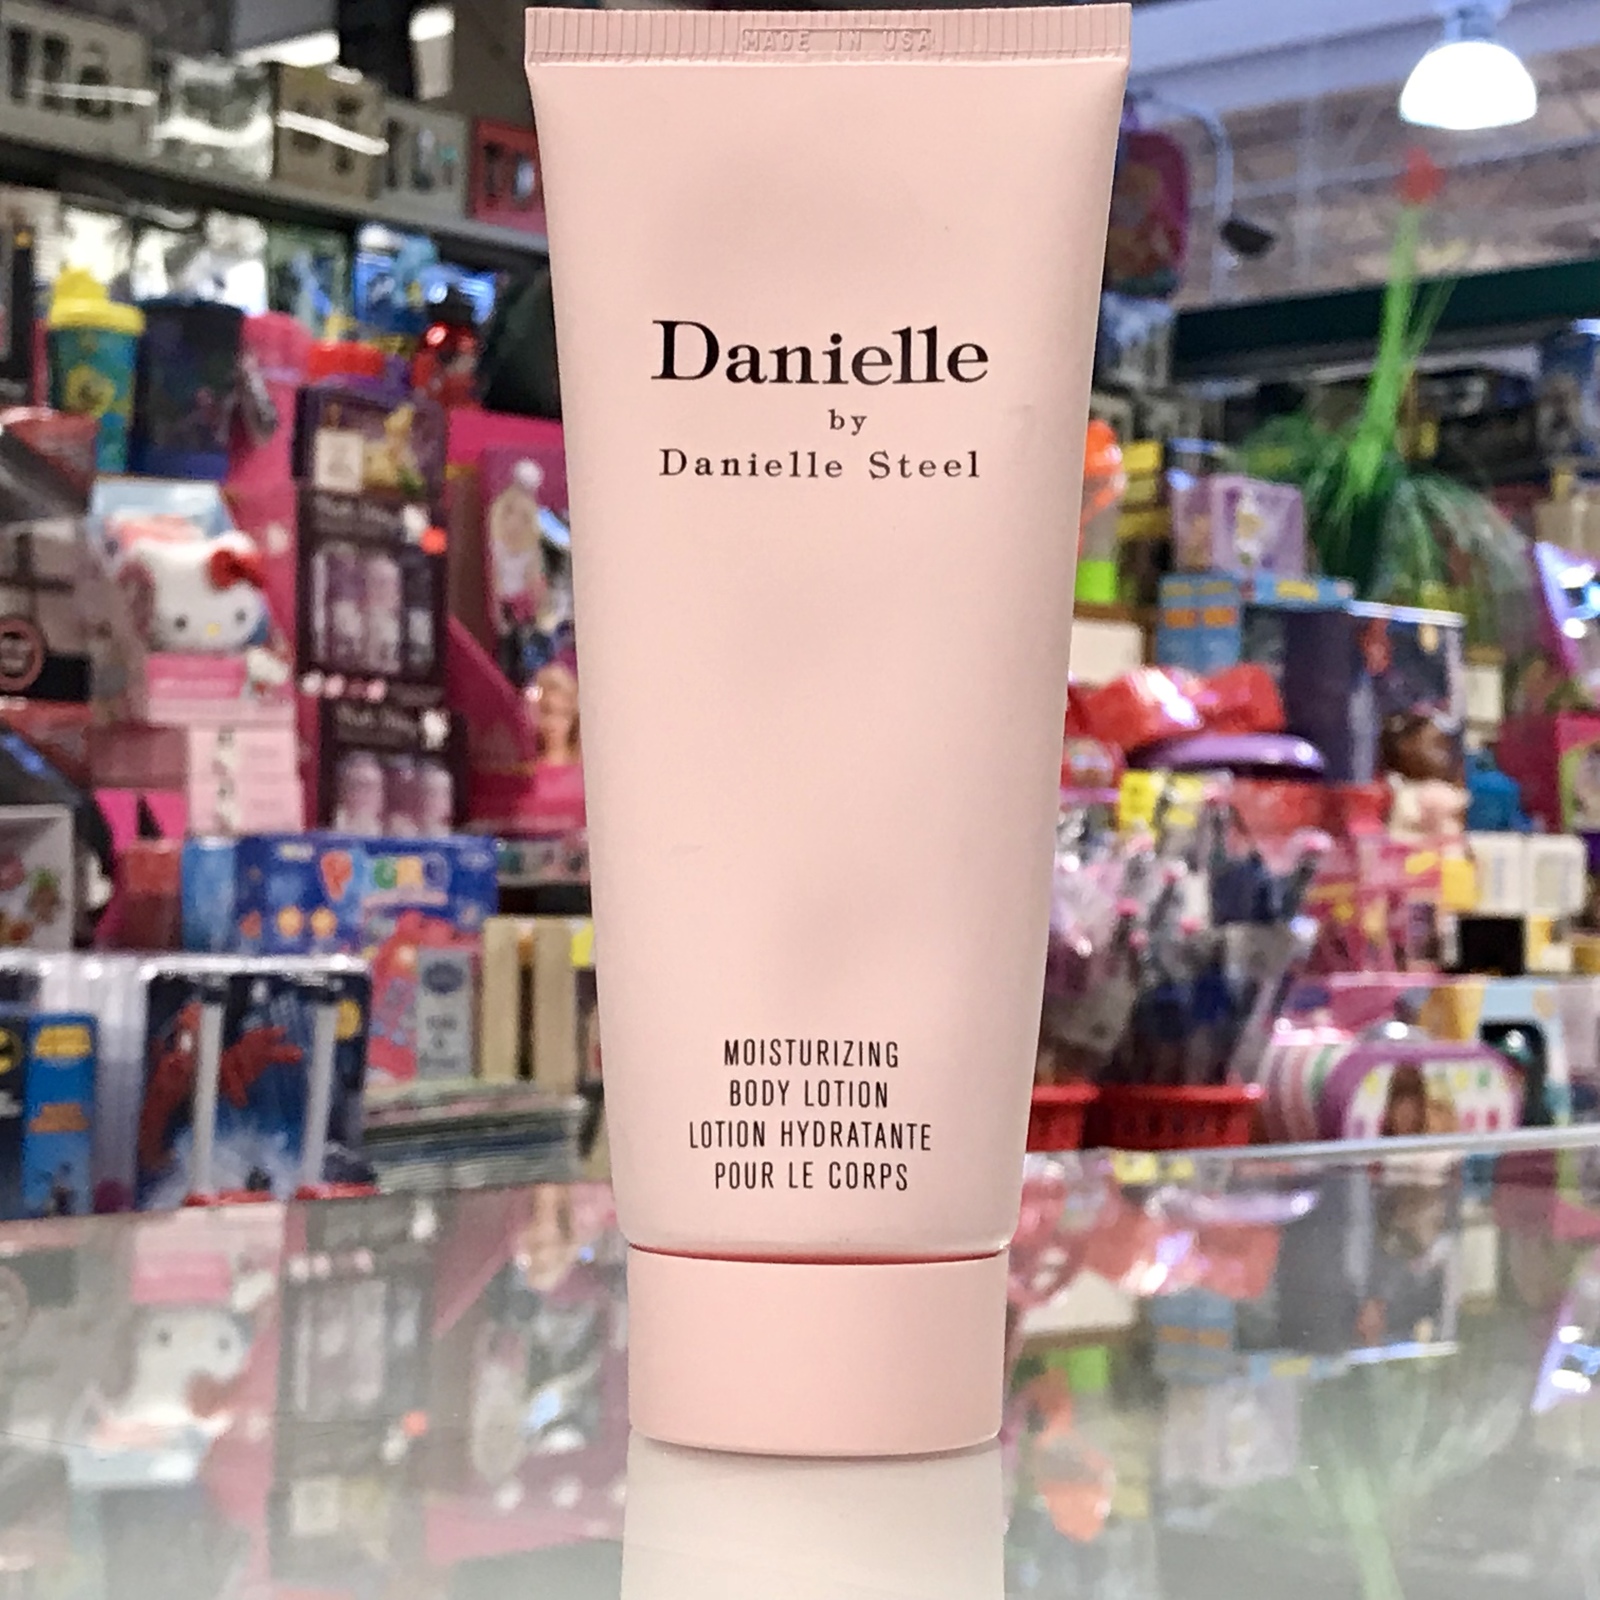 MADE IN USA
Danielle
by
Danielle Steel
MOISTURIZING
BODY LOTION
LOTION HYDRATANTE
POUR LE CORPS